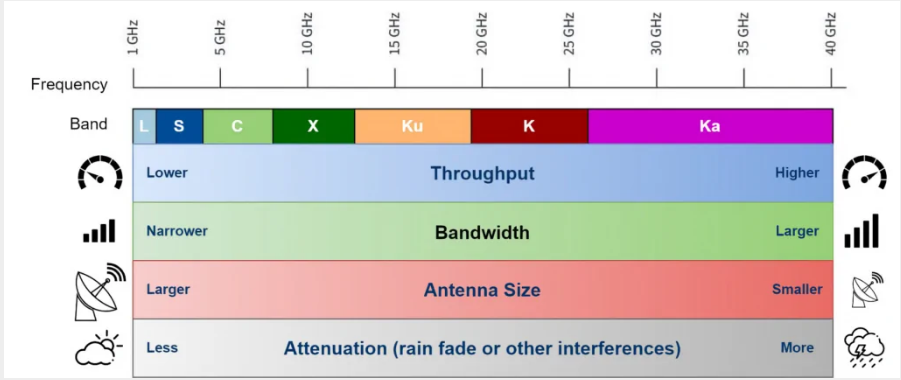 1 GHz 5 GHz 10 GHz 15 GHz 20 GHz 25 GHz 30 GHz 35 GHz 40 GHz
Frequency
Band L S C X Ku K Ka
Lower Throughput Higher
Narrower Bandwidth Larger
Larger Antenna Size Smaller
Less Attenuation (rain fade or other interferences) More